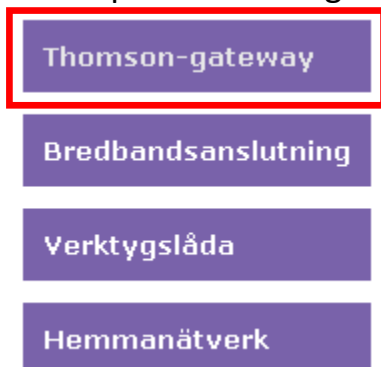 Thomson-gateway
Bredbandsanslutning
Verktygslåda
Hemmanätverk